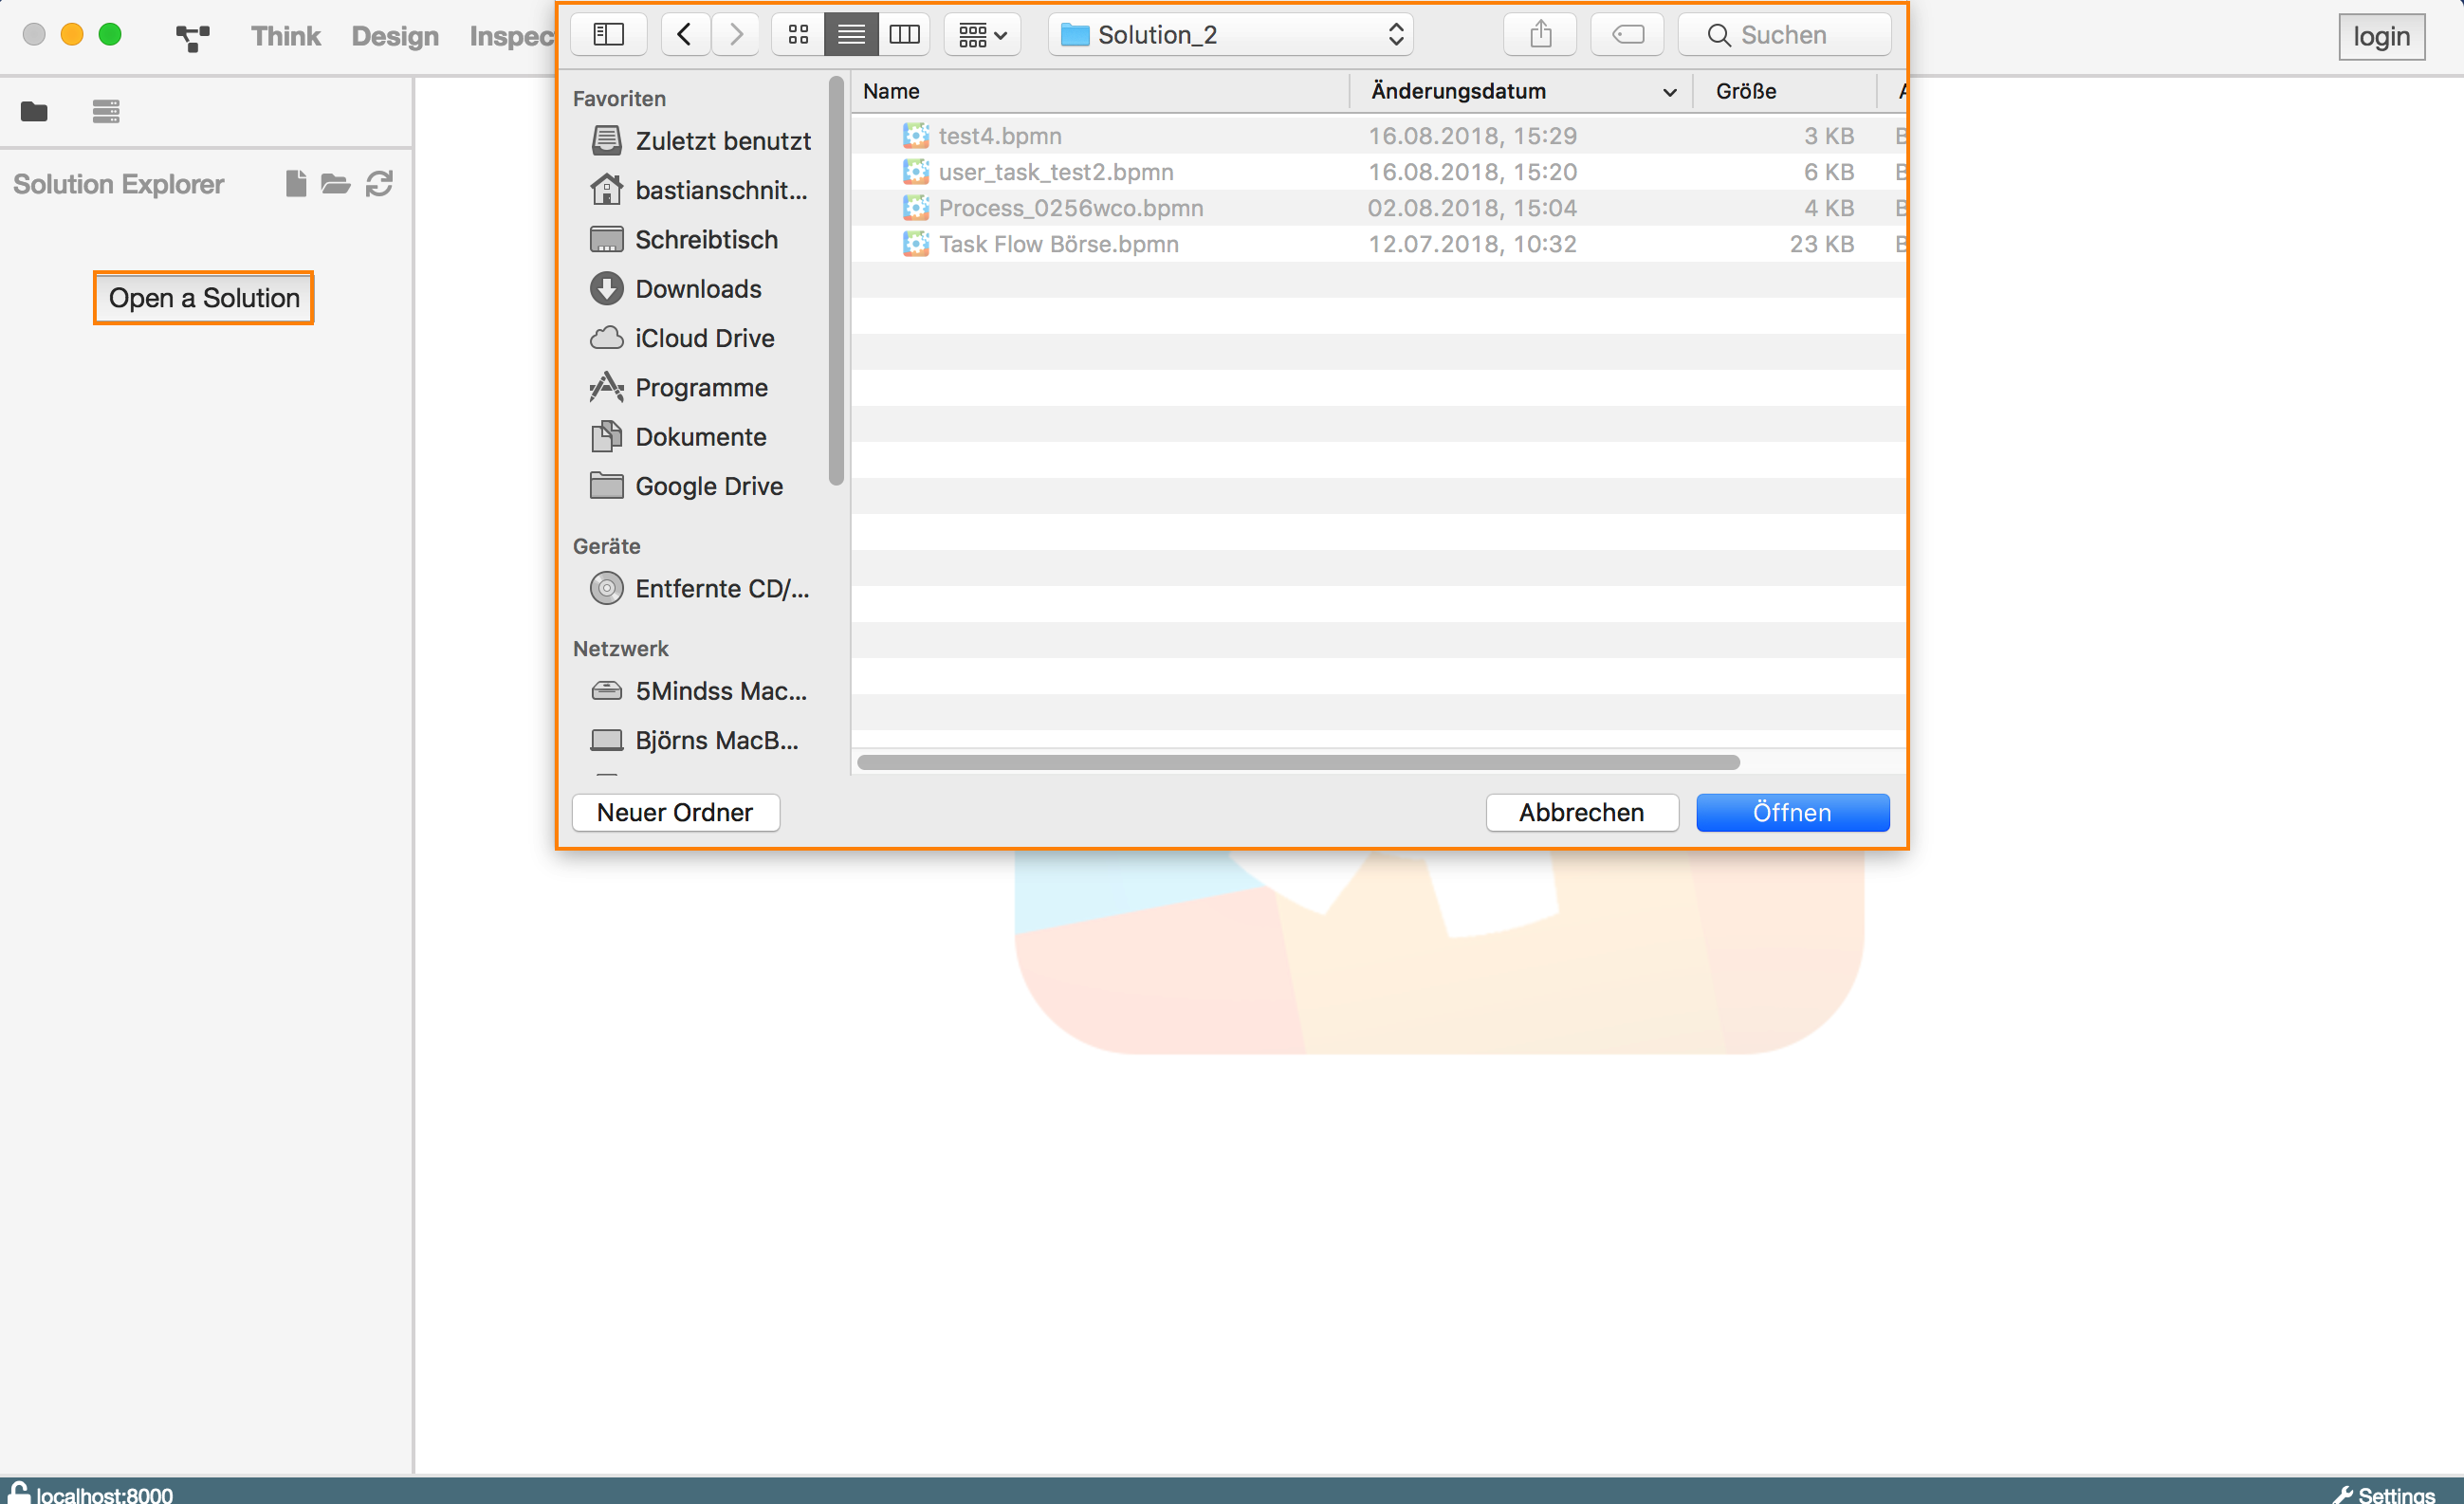 Think Design Inspec
Solution_2
Suchen
login
Solution Explorer
Open a Solution
Favoriten
Zuletzt benutzt
bastianschnit...
Schreibtisch
Downloads
iCloud Drive
Programme
Dokumente
Google Drive
Geräte
Entfernte CD/...
Netzwerk
5Mindss Mac...
Björns MacB...
Name Änderungsdatum Größe
test4.bpmn 16.08.2018, 15:29 3 KB
user_task_test2.bpmn 16.08.2018, 15:20 6 KB
Process_0256wco.bpmn 02.08.2018, 15:04 4 KB
Task Flow Börse.bpmn 12.07.2018, 10:32 23 KB
Neuer Ordner
Abbrechen
Öffnen
localhost:8000
Settings